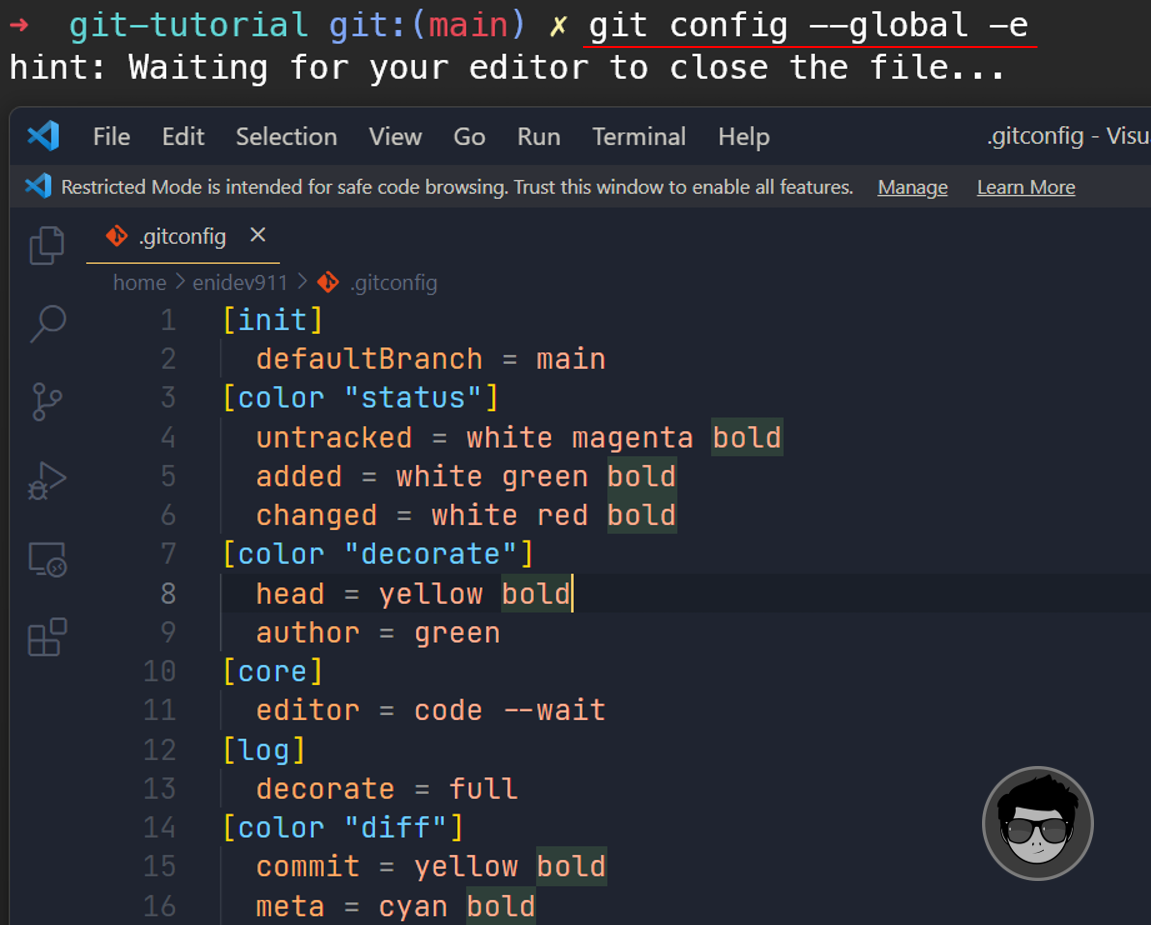 ➜ git-tutorial git:(main) ✗ git config --global -e
hint: Waiting for your editor to close the file...
File Edit Selection View Go Run Terminal Help .gitconfig - Visu
Restricted Mode is intended for safe code browsing. Trust this window to enable all features. Manage Learn More
.gitconfig ×
home > enidev911 > .gitconfig
1 [init]
2 defaultBranch = main
3 [color "status"]
4 untracked = white magenta bold
5 added = white green bold
6 changed = white red bold
7 [color "decorate"]
8 head = yellow bold
9 author = green
10 [core]
11 editor = code --wait
12 [log]
13 decorate = full
14 [color "diff"]
15 commit = yellow bold
16 meta = cyan bold